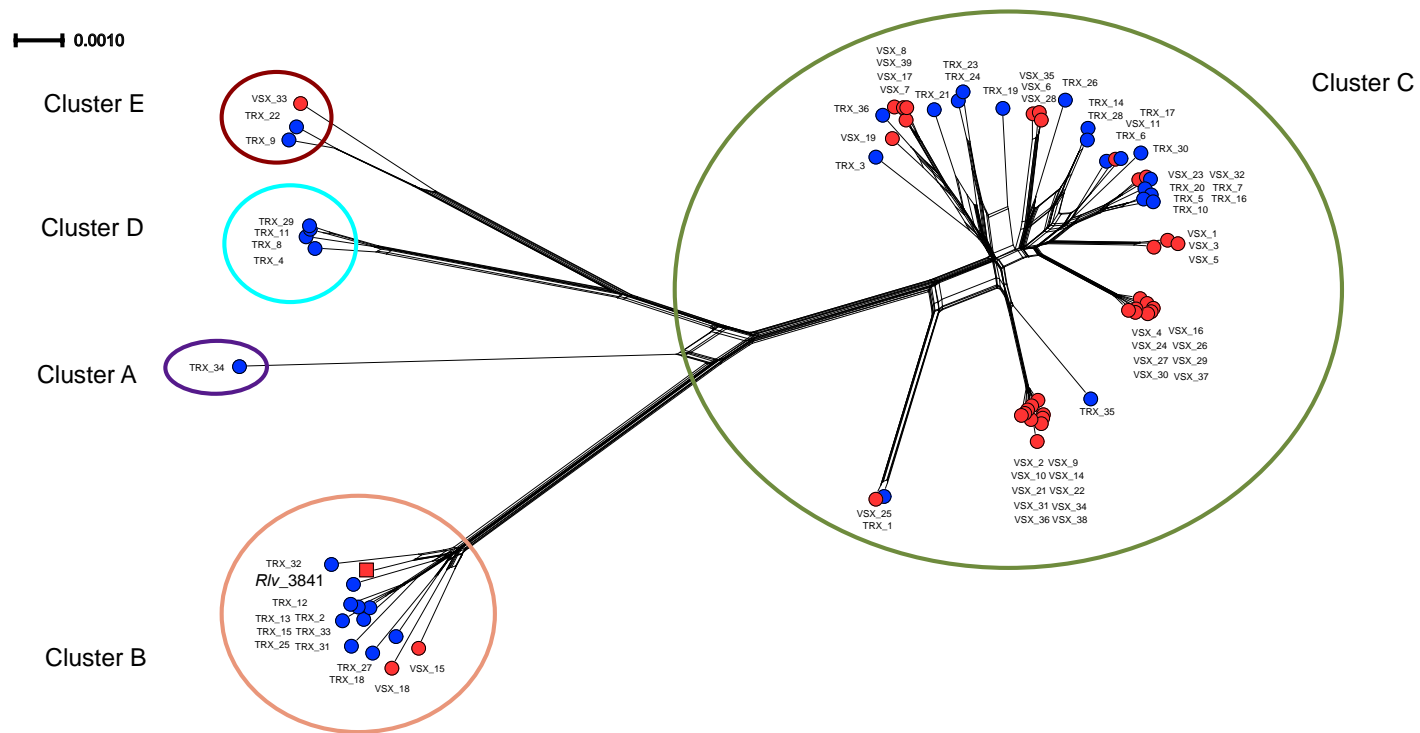 0.0010
Cluster E
VSX_33
TRX_22
TRX_9
Cluster D
TRX_29
TRX_11
TRX_8
TRX_4
Cluster A
TRX_34
Cluster B
TRX_32
Rlv_3841
TRX_12
TRX_13 TRX_2
TRX_15 TRX_33
TRX_25 TRX_31
TRX_27
TRX_18
VSX_18
VSX_15
Cluster C
VSX_8
VSX_39
VSX_17
VSX_7
TRX_36
VSX_19
TRX_3
TRX_21
TRX_23
TRX_24
TRX_19
VSX_35
VSX_6
VSX_28
TRX_26
TRX_14
TRX_28
TRX_17
VSX_11
TRX_6
TRX_30
VSX_23 VSX_32
TRX_20 TRX_7
TRX_5 TRX_16
TRX_10
VSX_1
VSX_3
VSX_5
VSX_4 VSX_16
VSX_24 VSX_26
VSX_27 VSX_29
VSX_30 VSX_37
TRX_35
VSX_2 VSX_9
VSX_10 VSX_14
VSX_21 VSX_22
VSX_31 VSX_34
VSX_36 VSX_38
VSX_25
TRX_1